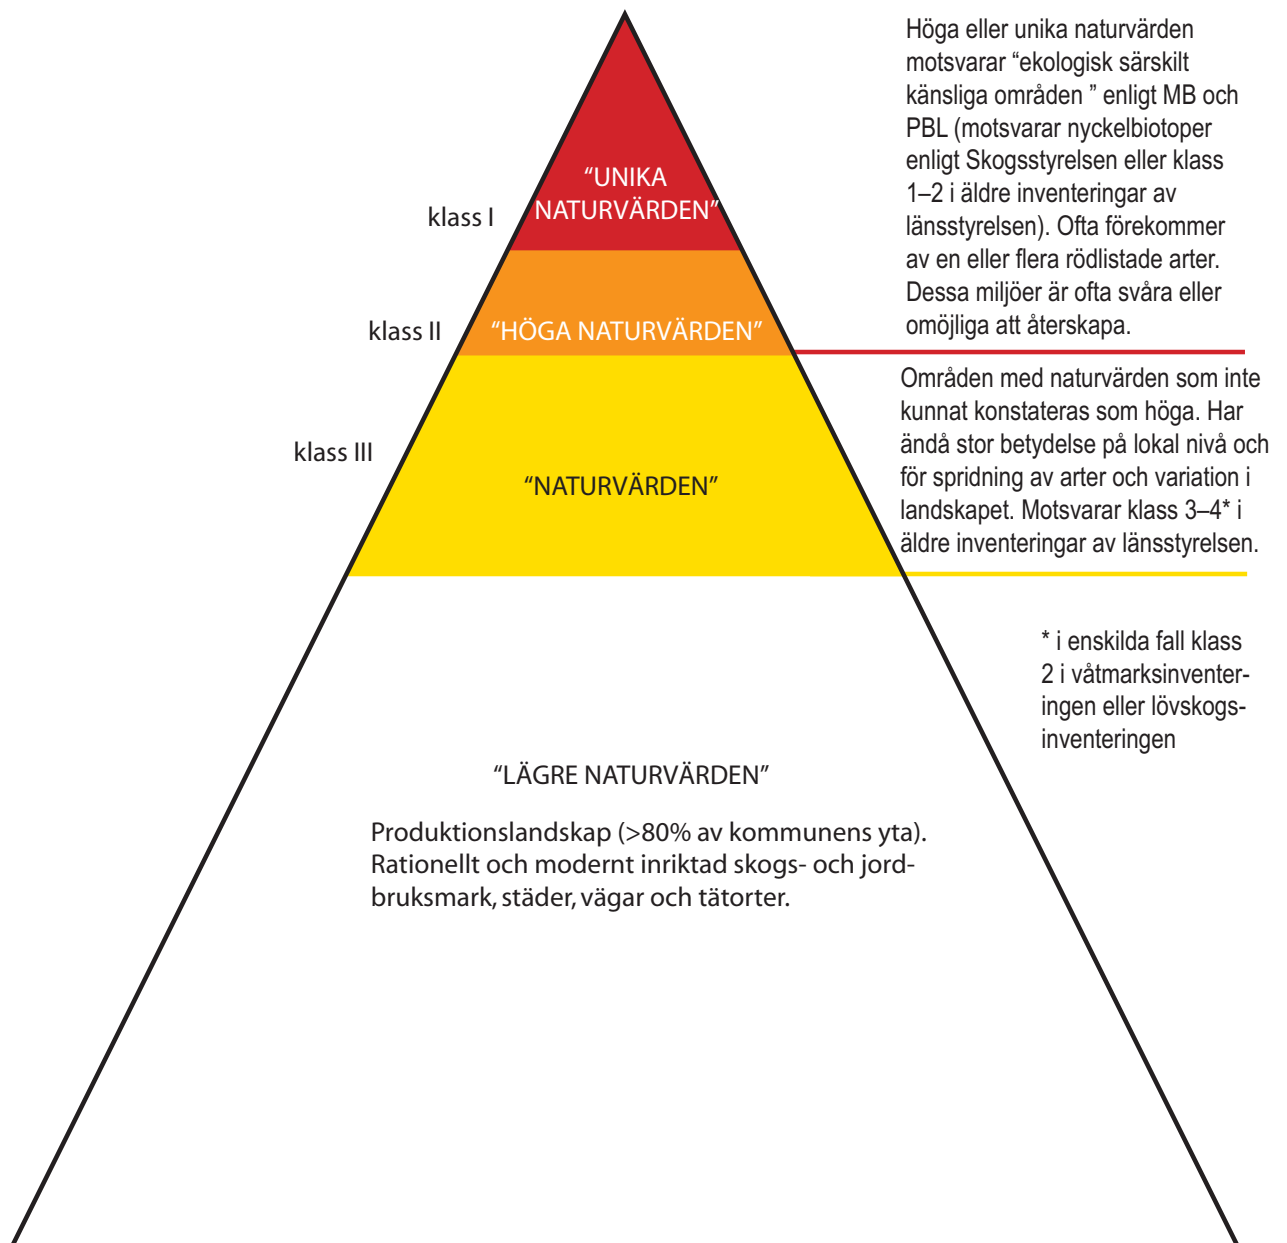 Höga eller unika naturvärden
motsvarar “ekologisk särskilt
känsliga områden ” enligt MB och
PBL (motsvarar nyckelbiotoper
enligt Skogsstyrelsen eller klass
1–2 i äldre inventeringar av
länsstyrelsen). Ofta förekommer
av en eller flera rödlistade arter.
Dessa miljöer är ofta svåra eller
omöjliga att återskapa.
“UNIKA
NATURVÄRDEN”
klass I
klass II
“HÖGA NATURVÄRDEN”
Områden med naturvärden som inte
kunnat konstateras som höga. Har
ändå stor betydelse på lokal nivå och
för spridning av arter och variation i
landskapet. Motsvarar klass 3–4* i
äldre inventeringar av länsstyrelsen.
klass III
“NATURVÄRDEN”
* i enskilda fall klass
2 i våtmarksinventer-
ingen eller lövskogs-
inventeringen
“LÄGRE NATURVÄRDEN”
Produktionslandskap (>80% av kommunens yta).
Rationellt och modernt inriktad skogs- och jord-
bruksmark, städer, vägar och tätorter.